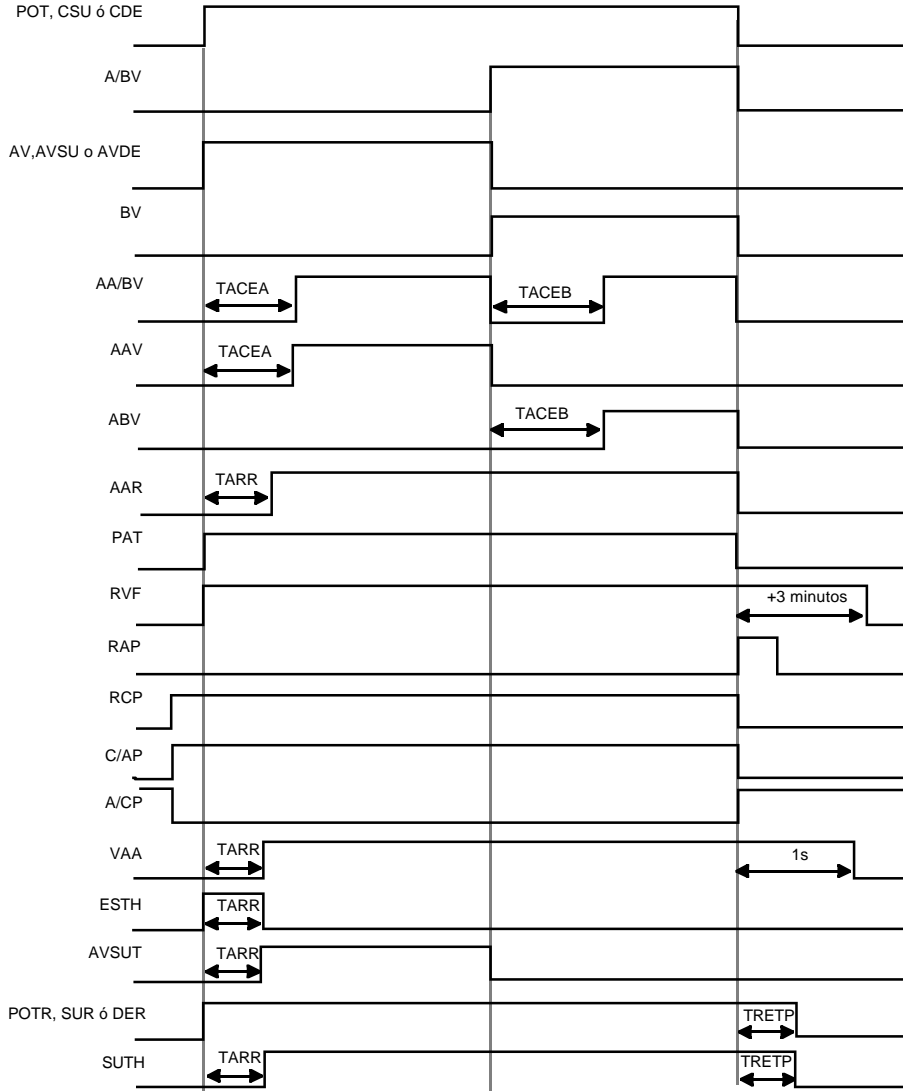 POT, CSU ó CDE
A/BV
AV,AVSU o AVDE
BV
AA/BV
TACEA
TACEB
AAV
TACEA
ABV
TACEB
AAR
TARR
PAT
RVF
+3 minutos
RAP
RCP
C/AP
A/CP
VAA
TARR
1s
ESTH
TARR
AVSUT
TARR
POTR, SUR ó DER
TRETP
SUTH
TARR
TRETP